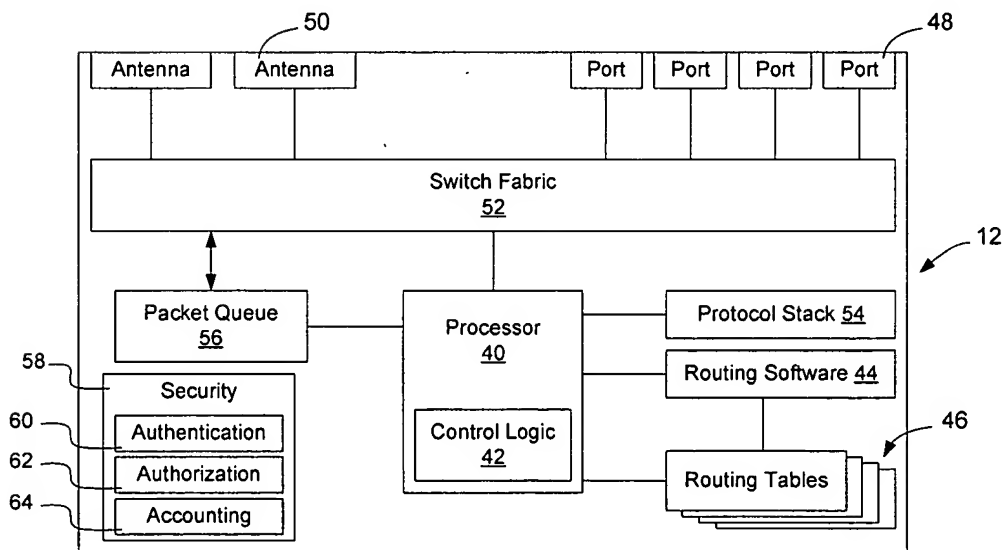 50
48
Antenna
Antenna
Port
Port
Port
Port
Switch Fabric
52
12
Packet Queue
56
Processor
40
Control Logic
42
Protocol Stack 54
Routing Software 44
46
Routing Tables
58
Security
60
Authentication
62
Authorization
64
Accounting